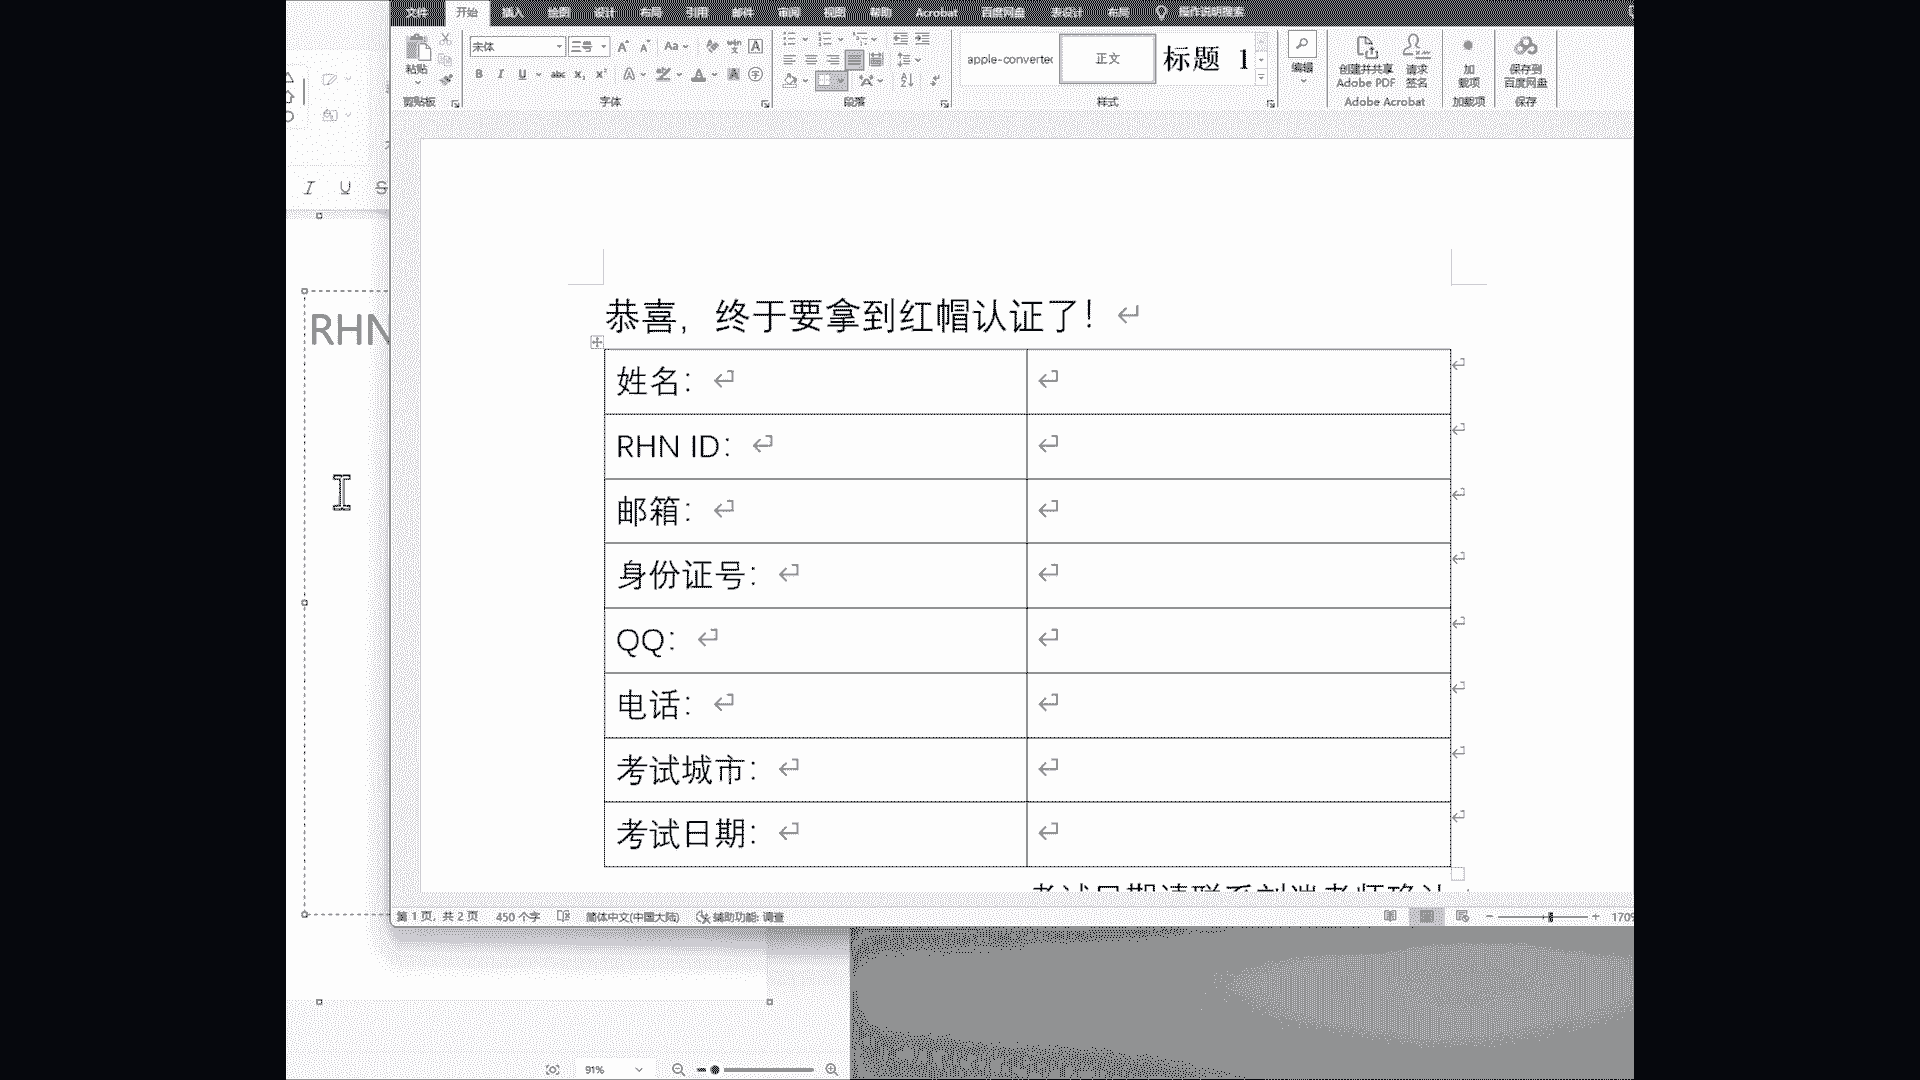 文件 开始 插入 绘图 设计 布局 引用 邮件 审阅 视图 帮助 Acrobat 百度网盘 表设计 布局 操作说明搜索
宋体 三号 Aa
apple-converted
正文
标题 1
粘贴
编辑
创建并共享 Adobe PDF
请求签名
加载项
保存到百度网盘
剪贴板 字体 段落 样式 Adobe Acrobat 加载项 保存
I U S
RHN
恭喜，终于要拿到红帽认证了！
姓名：
RHN ID：
邮箱：
身份证号：
QQ：
电话：
考试城市：
考试日期：
第 1 页，共 2 页 450 个字 简体中文(中国大陆) 辅助功能: 调查 170%
91%